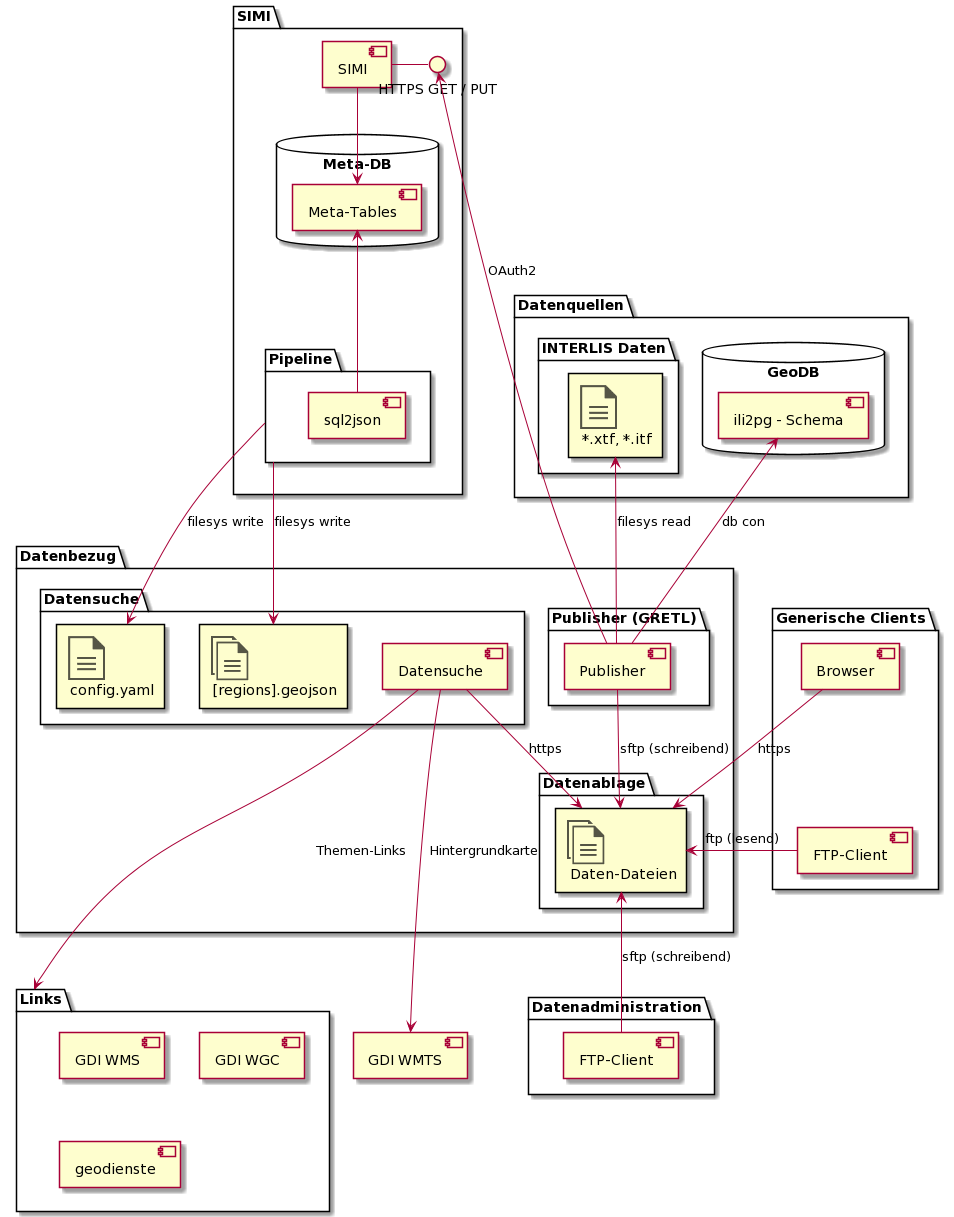 SIMI
SIMI
HTTPS GET / PUT
Meta-DB
Meta-Tables
OAuth2
Datenquellen
INTERLIS Daten
*.xtf, *.itf
GeoDB
ili2pg - Schema
Pipeline
sql2json
filesys write
filesys write
filesys read
db con
Datenbezug
Datensuche
config.yaml
[regions].geojson
Datensuche
Publisher (GRETL)
Publisher
Generische Clients
Browser
https
sftp (schreibend)
https
Datenablage
Daten-Dateien
Themen-Links
Hintergrundkarte
ftp (lesend)
FTP-Client
sftp (schreibend)
Links
GDI WMS
GDI WGC
geodienste
GDI WMTS
Datenadministration
FTP-Client